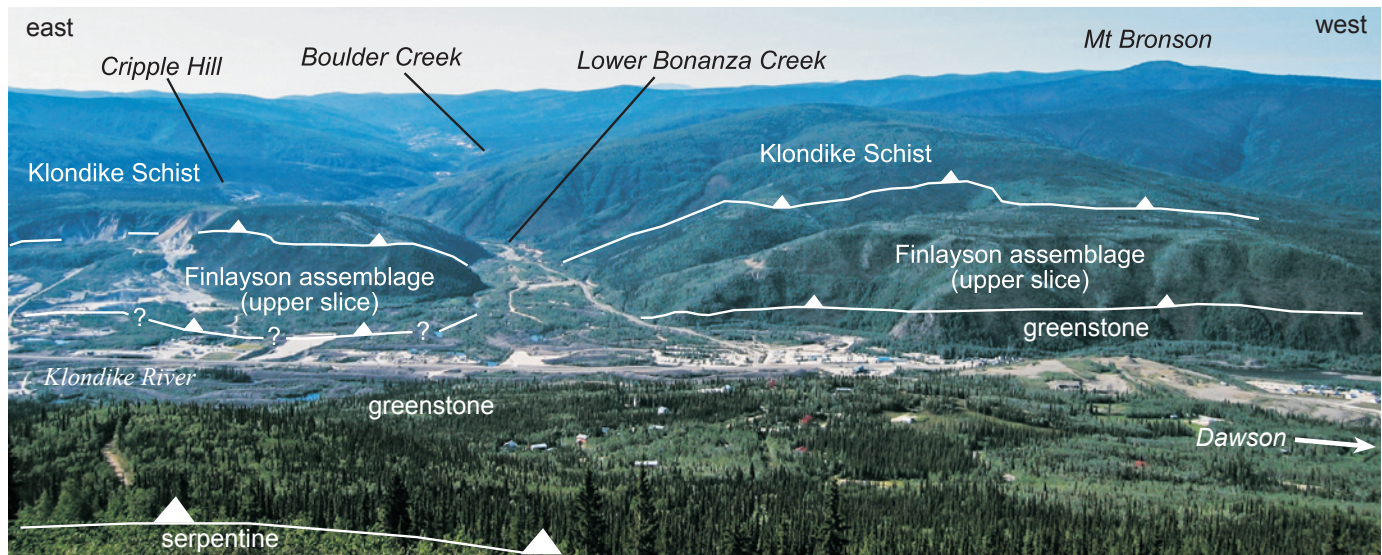 east
west
Mt Bronson
Boulder Creek
Cripple Hill
Lower Bonanza Creek
Klondike Schist
Klondike Schist
Finlayson assemblage
(upper slice)
Finlayson assemblage
(upper slice)
?
?
?
greenstone
Klondike River
greenstone
Dawson
serpentine